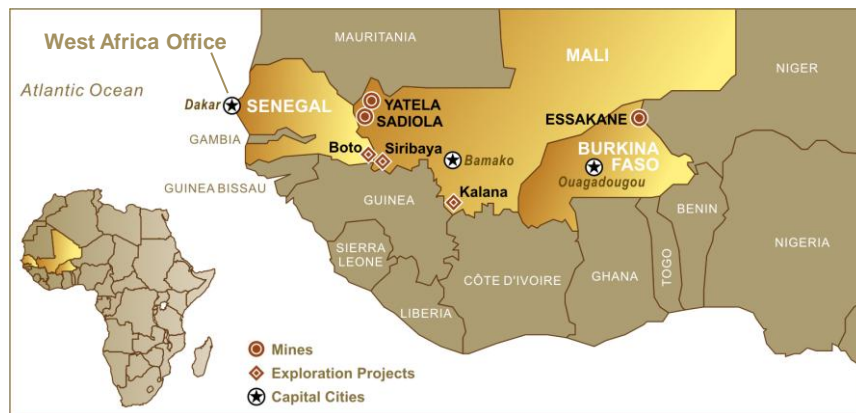 West Africa Office
Atlantic Ocean
MAURITANIA
MALI
NIGER
Dakar
SENEGAL
YATELA
SADIOLA
ESSAKANE
GAMBIA
Boto
Siribaya
Bamako
BURKINA
FASO
Ouagadougou
GUINEA BISSAU
GUINEA
Kalana
BENIN
SIERRA
LEONE
CÔTE D'IVOIRE
GHANA
TOGO
NIGERIA
LIBERIA
Mines
Exploration Projects
Capital Cities